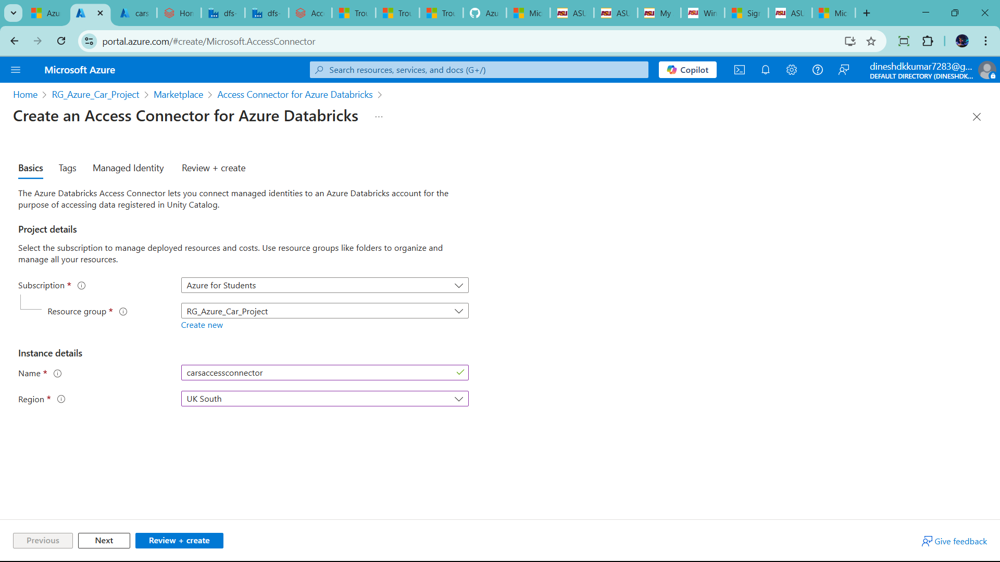 Azu
cars
Hon
dfs-
dfs-
Acc
Trou
Trou
Trou
Azu
Mic
ASU
ASU
My
Win
Sign
ASU
Mic
portal.azure.com/#create/Microsoft.AccessConnector
Microsoft Azure
Search resources, services, and docs (G+/)
Copilot
dineshdkkumar7283@g...
DEFAULT DIRECTORY (DINESHDK...
Home > RG_Azure_Car_Project > Marketplace > Access Connector for Azure Databricks >
Create an Access Connector for Azure Databricks ...
Basics Tags Managed Identity Review + create
The Azure Databricks Access Connector lets you connect managed identities to an Azure Databricks account for the
purpose of accessing data registered in Unity Catalog.
Project details
Select the subscription to manage deployed resources and costs. Use resource groups like folders to organize and
manage all your resources.
Subscription * Azure for Students
Resource group * RG_Azure_Car_Project
Create new
Instance details
Name * carsaccessconnector
Region * UK South
Previous Next Review + create
Give feedback